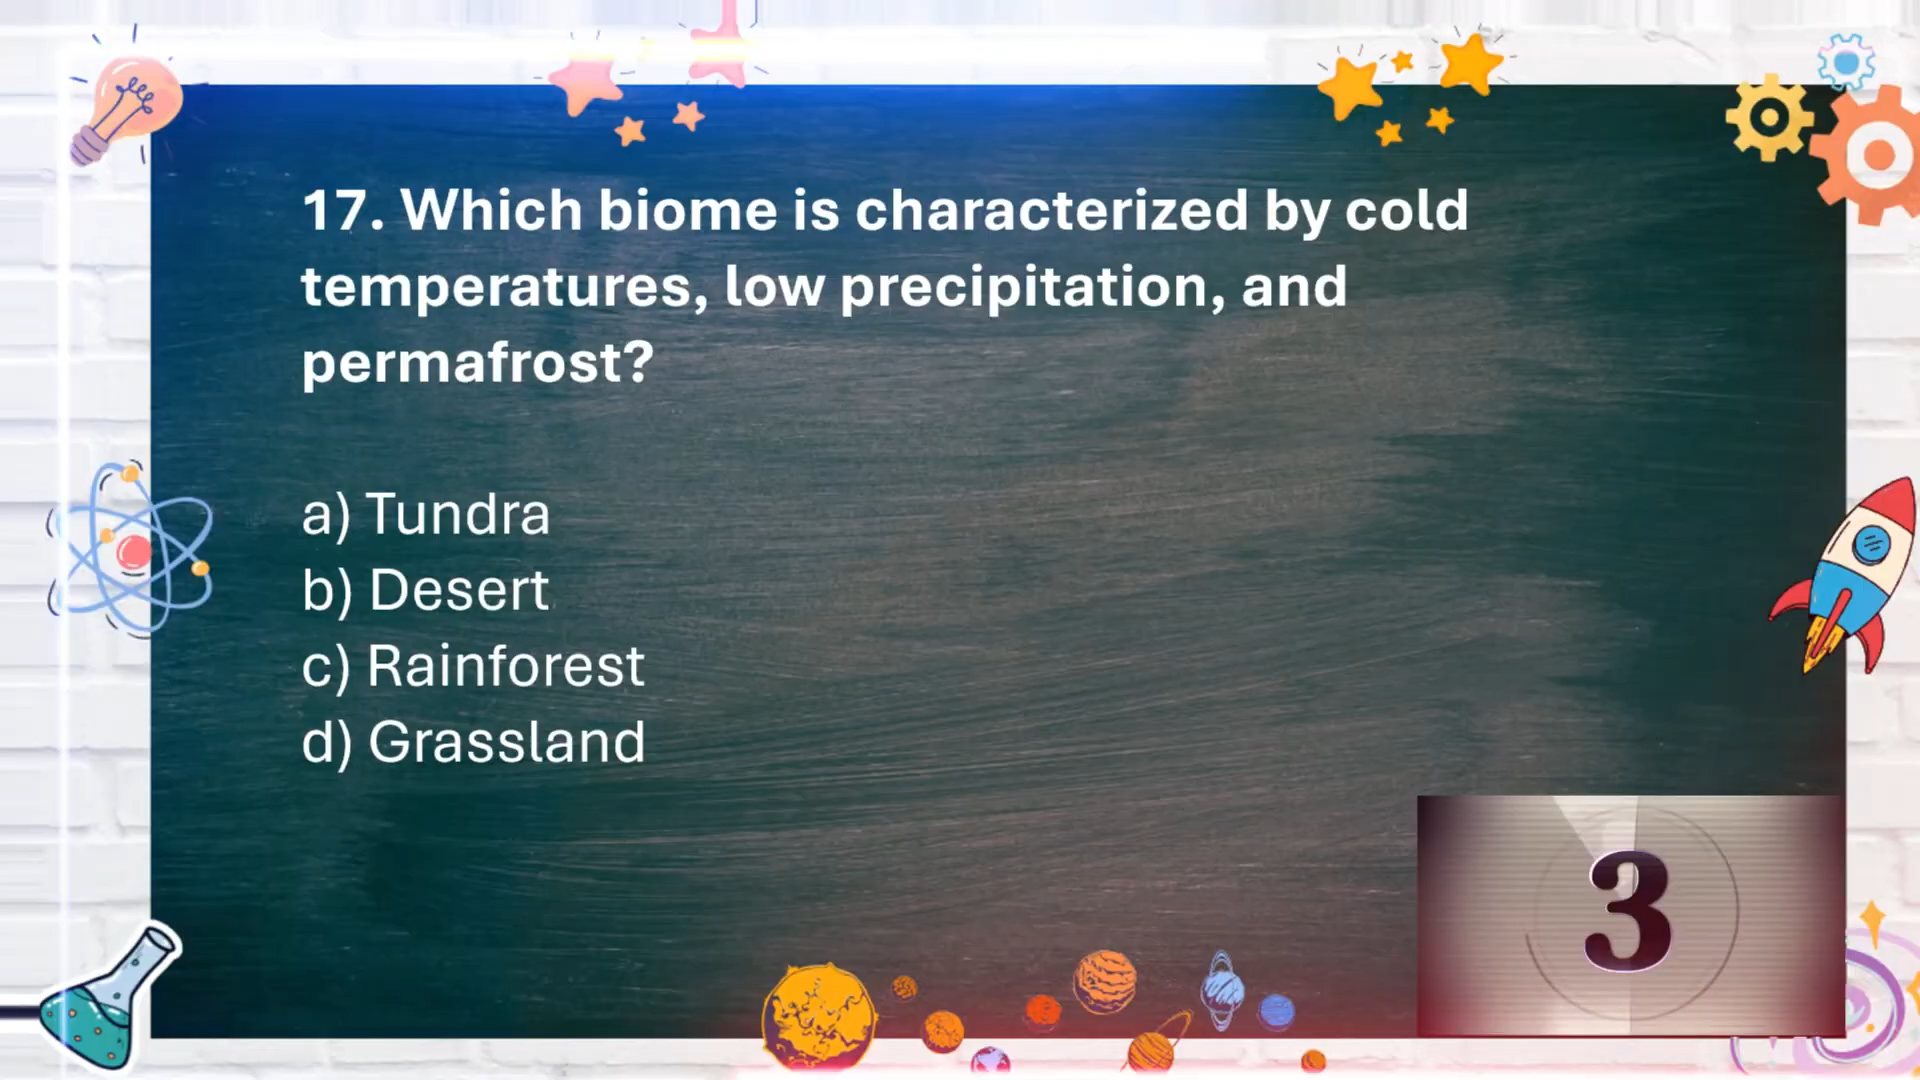 17. Which biome is characterized by cold
temperatures, low precipitation, and
permafrost?
a) Tundra
b) Desert
c) Rainforest
d) Grassland
3